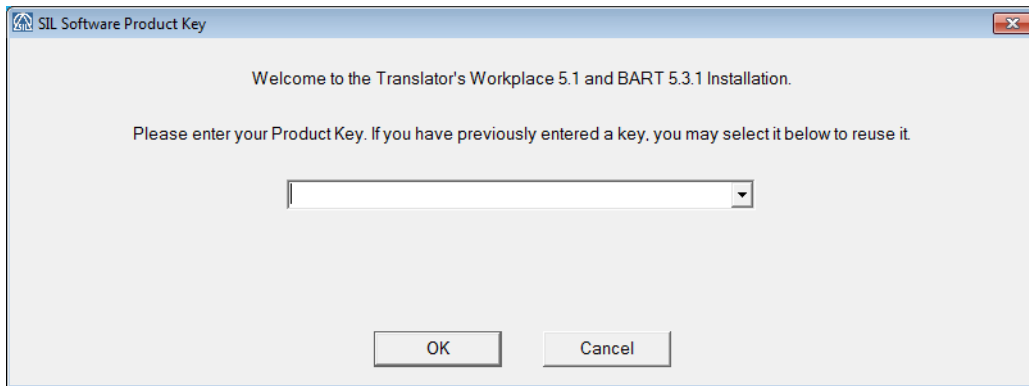 SIL Software Product Key
Welcome to the Translator's Workplace 5.1 and BART 5.3.1 Installation.
Please enter your Product Key. If you have previously entered a key, you may select it below to reuse it.
OK Cancel